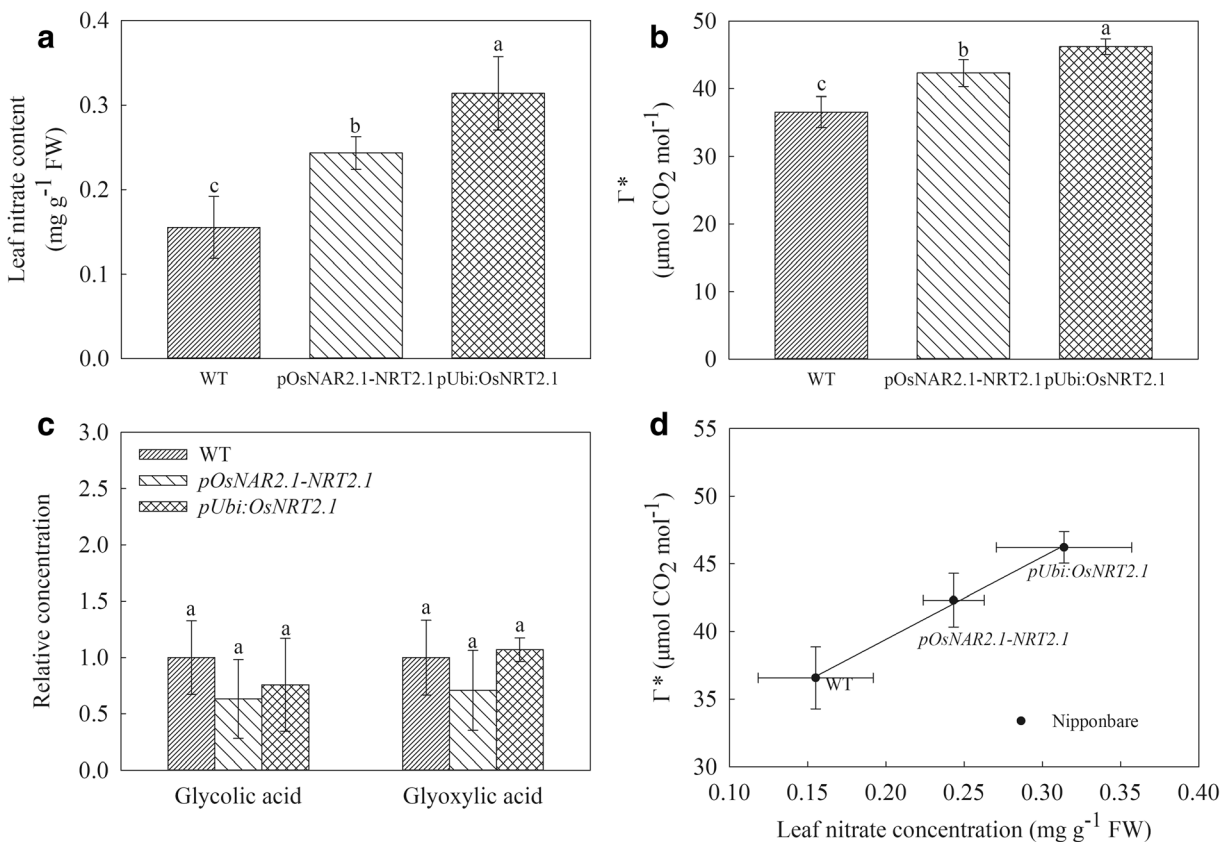 a
Leaf nitrate content
(mg g-1 FW)
0.4
0.3
0.2
0.1
0.0
c
b
a
WT
pOsNAR2.1-NRT2.1
pUbi:OsNRT2.1
b
Γ*
(µmol CO2 mol-1)
50
40
30
20
10
0
c
b
a
WT
pOsNAR2.1-NRT2.1
pUbi:OsNRT2.1
c
Relative concentration
3.0
2.5
2.0
1.5
1.0
0.5
0.0
WT
pOsNAR2.1-NRT2.1
pUbi:OsNRT2.1
a
a
a
a
a
a
Glycolic acid
Glyoxylic acid
d
Γ* (µmol CO2 mol-1)
55
50
45
40
35
30
pUbi:OsNRT2.1
pOsNAR2.1-NRT2.1
WT
Nipponbare
0.10 0.15 0.20 0.25 0.30 0.35 0.40
Leaf nitrate concentration (mg g-1 FW)